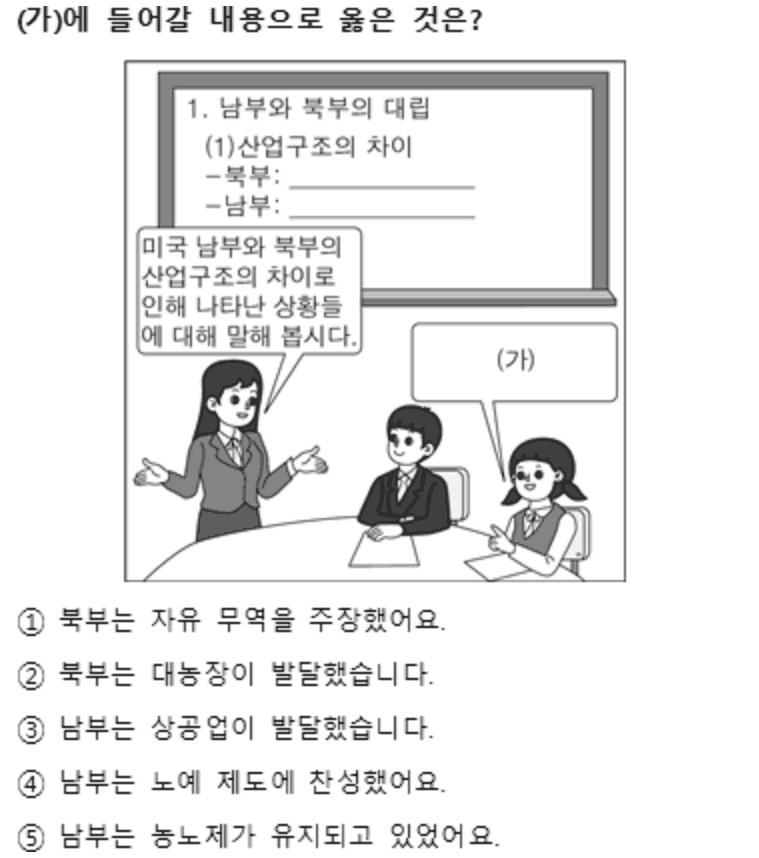 (가)에 들어갈 내용으로 옳은 것은?
1. 남부와 북부의 대립
(1)산업구조의 차이
－북부: ____________
－남부: ____________
미국 남부와 북부의
산업구조의 차이로
인해 나타난 상황들
에 대해 말해 봅시다.
(가)
① 북부는 자유 무역을 주장했어요.
② 북부는 대농장이 발달했습니다.
③ 남부는 상공업이 발달했습니다.
④ 남부는 노예 제도에 찬성했어요.
⑤ 남부는 농노제가 유지되고 있었어요.